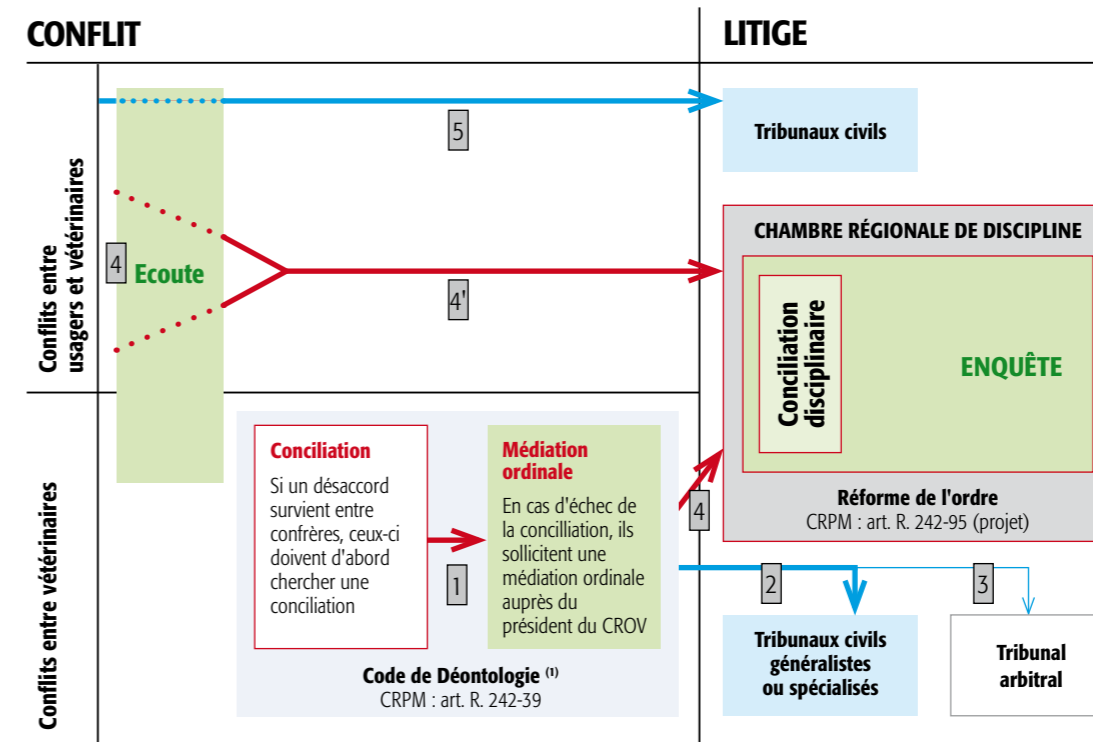 CONFLIT
LITIGE
Conflits entre
usagers et vétérinaires
5
Tribunaux civils
4
Ecoute
4'
CHAMBRE RÉGIONALE DE DISCIPLINE
Conciliation
disciplinaire
ENQUÊTE
Réforme de l'ordre
CRPM : art. R. 242-95 (projet)
Conflits entre vétérinaires
Conciliation
Si un désaccord
survient entre
confrères, ceux-ci
doivent d'abord
chercher une
conciliation
1
Médiation
ordinale
En cas d'échec de
la concilliation, ils
sollicitent une
médiation ordinale
auprès du
président du CROV
Code de Déontologie (1)
CRPM : art. R. 242-39
4
2
3
Tribunaux civils
généralistes
ou spécialisés
Tribunal
arbitral